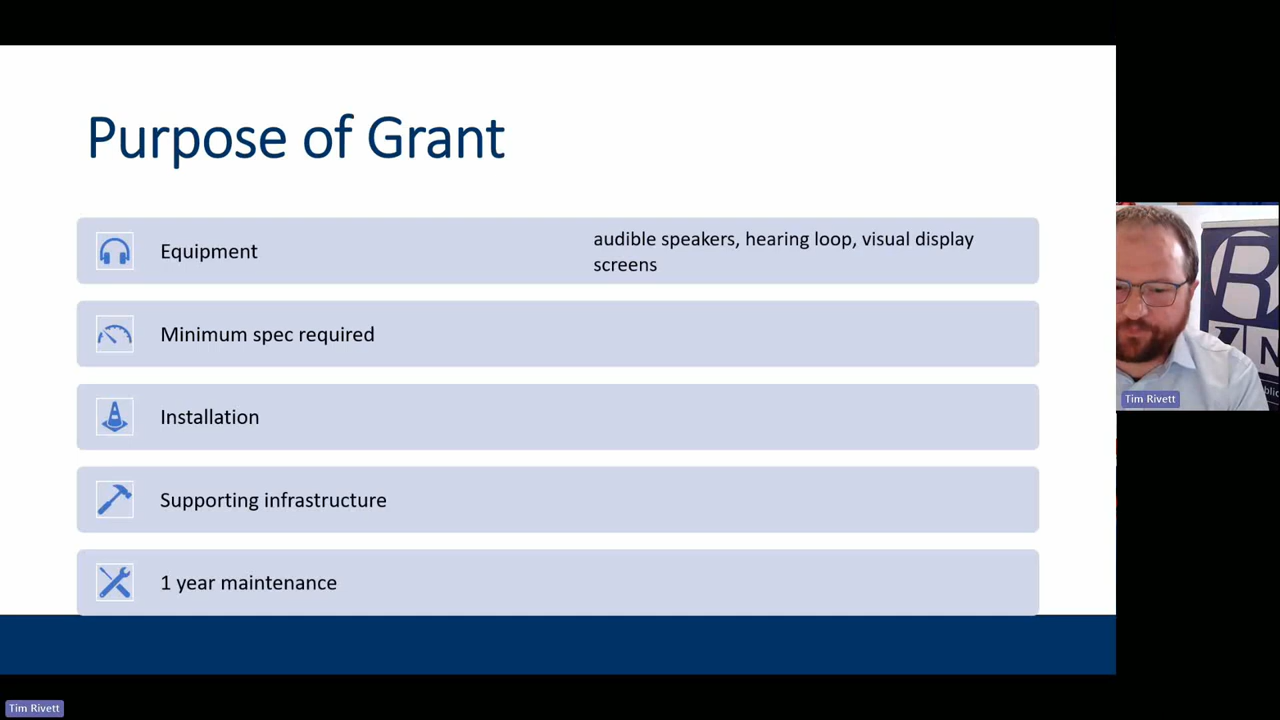 Purpose of Grant
Equipment
audible speakers, hearing loop, visual display
screens
Minimum spec required
Installation
Supporting infrastructure
1 year maintenance
Tim Rivett
Tim Rivett